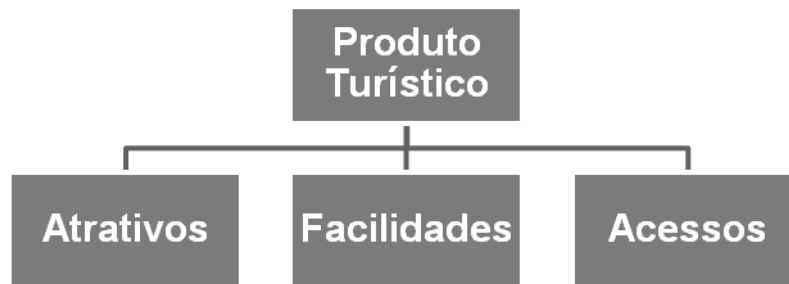 Produto
Turístico
Atrativos
Facilidades
Acessos